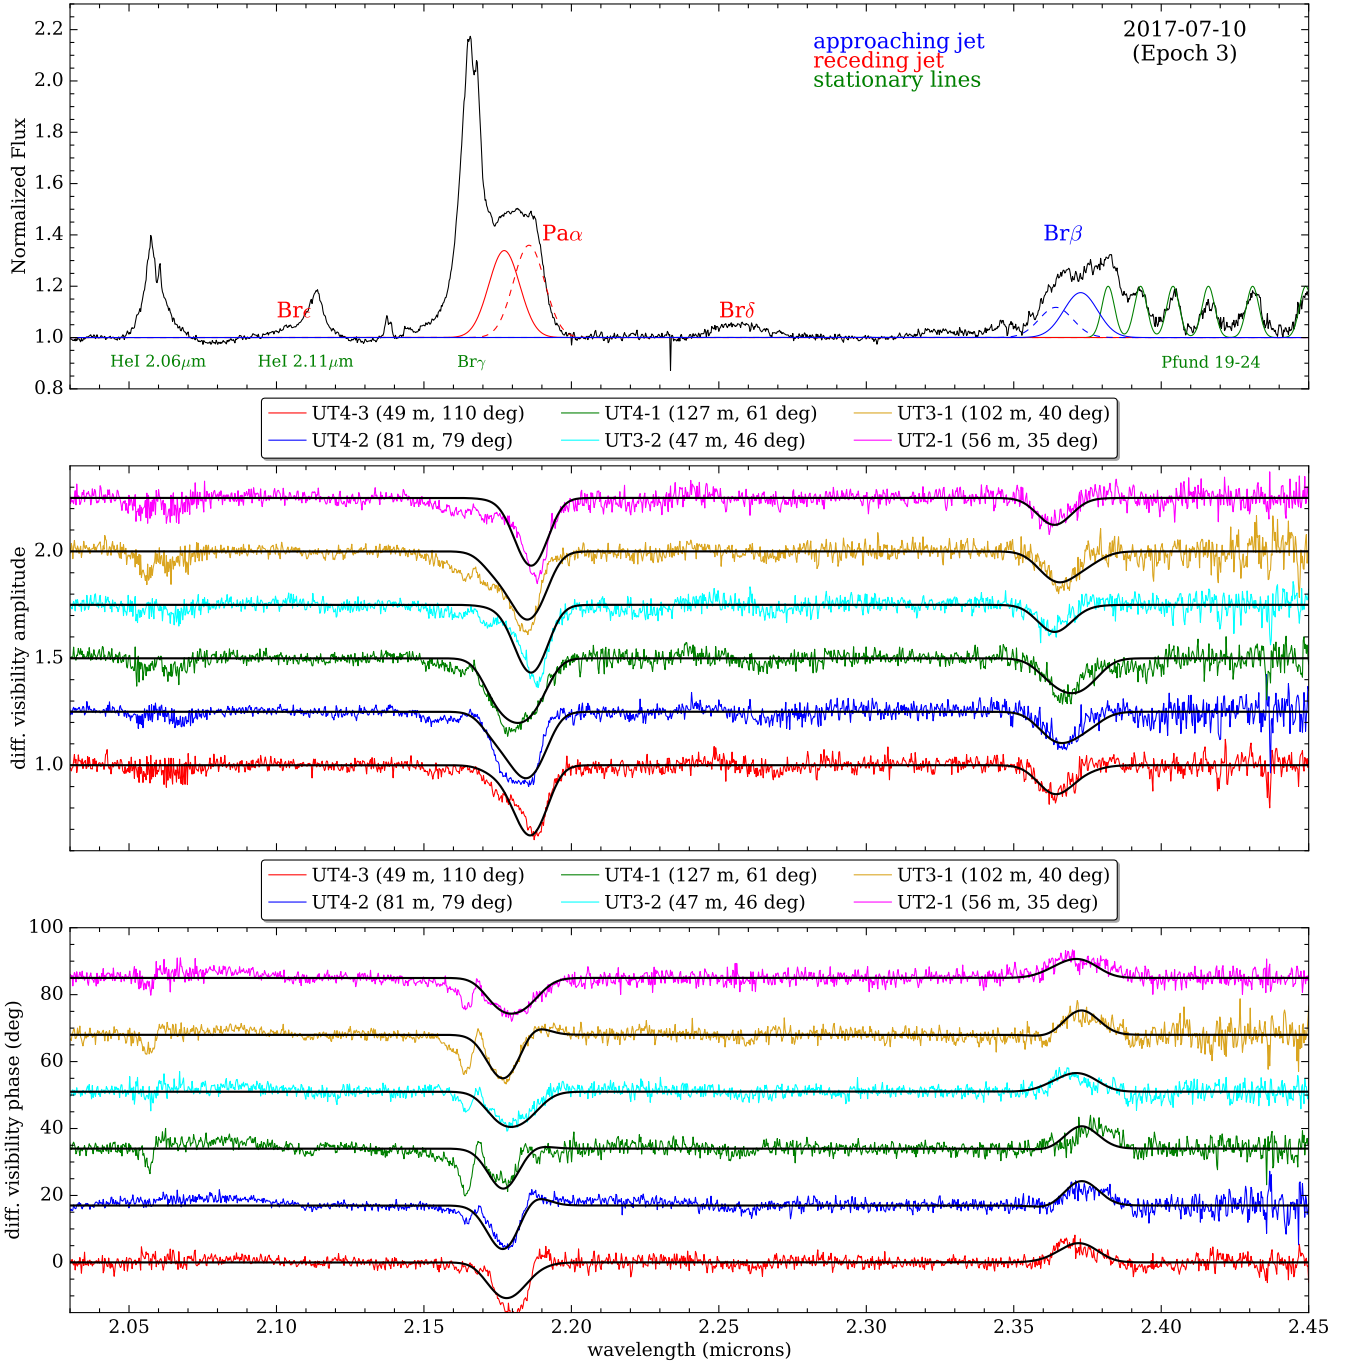 2017-07-10
(Epoch 3)
approaching jet
receding jet
stationary lines
2.2
2.0
1.8
1.6
1.4
1.2
1.0
0.8
Normalized Flux
Paα
Brβ
Brϵ
Brδ
HeI 2.06μm
HeI 2.11μm
Brγ
Pfund 19-24
UT4-3 (49 m, 110 deg)
UT4-1 (127 m, 61 deg)
UT3-1 (102 m, 40 deg)
UT4-2 (81 m, 79 deg)
UT3-2 (47 m, 46 deg)
UT2-1 (56 m, 35 deg)
2.0
1.5
1.0
diff. visibility amplitude
UT4-3 (49 m, 110 deg)
UT4-1 (127 m, 61 deg)
UT3-1 (102 m, 40 deg)
UT4-2 (81 m, 79 deg)
UT3-2 (47 m, 46 deg)
UT2-1 (56 m, 35 deg)
100
80
60
40
20
0
diff. visibility phase (deg)
2.05 2.10 2.15 2.20 2.25 2.30 2.35 2.40 2.45
wavelength (microns)